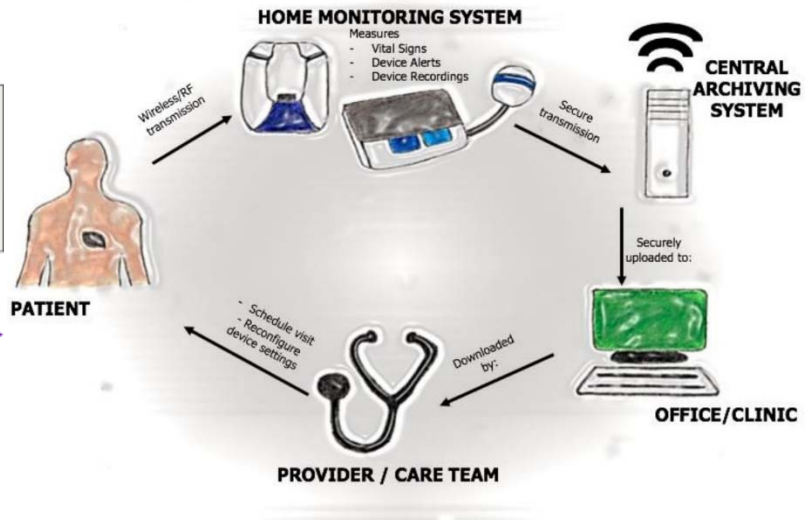 HOME MONITORING SYSTEM
Measures
- Vital Signs
- Device Alerts
- Device Recordings
Wireless/RF
transmission
Secure
transmission
CENTRAL
ARCHIVING
SYSTEM
Securely
uploaded to:
OFFICE/CLINIC
Downloaded
by:
PROVIDER / CARE TEAM
- Schedule visit
- Reconfigure
device settings
PATIENT